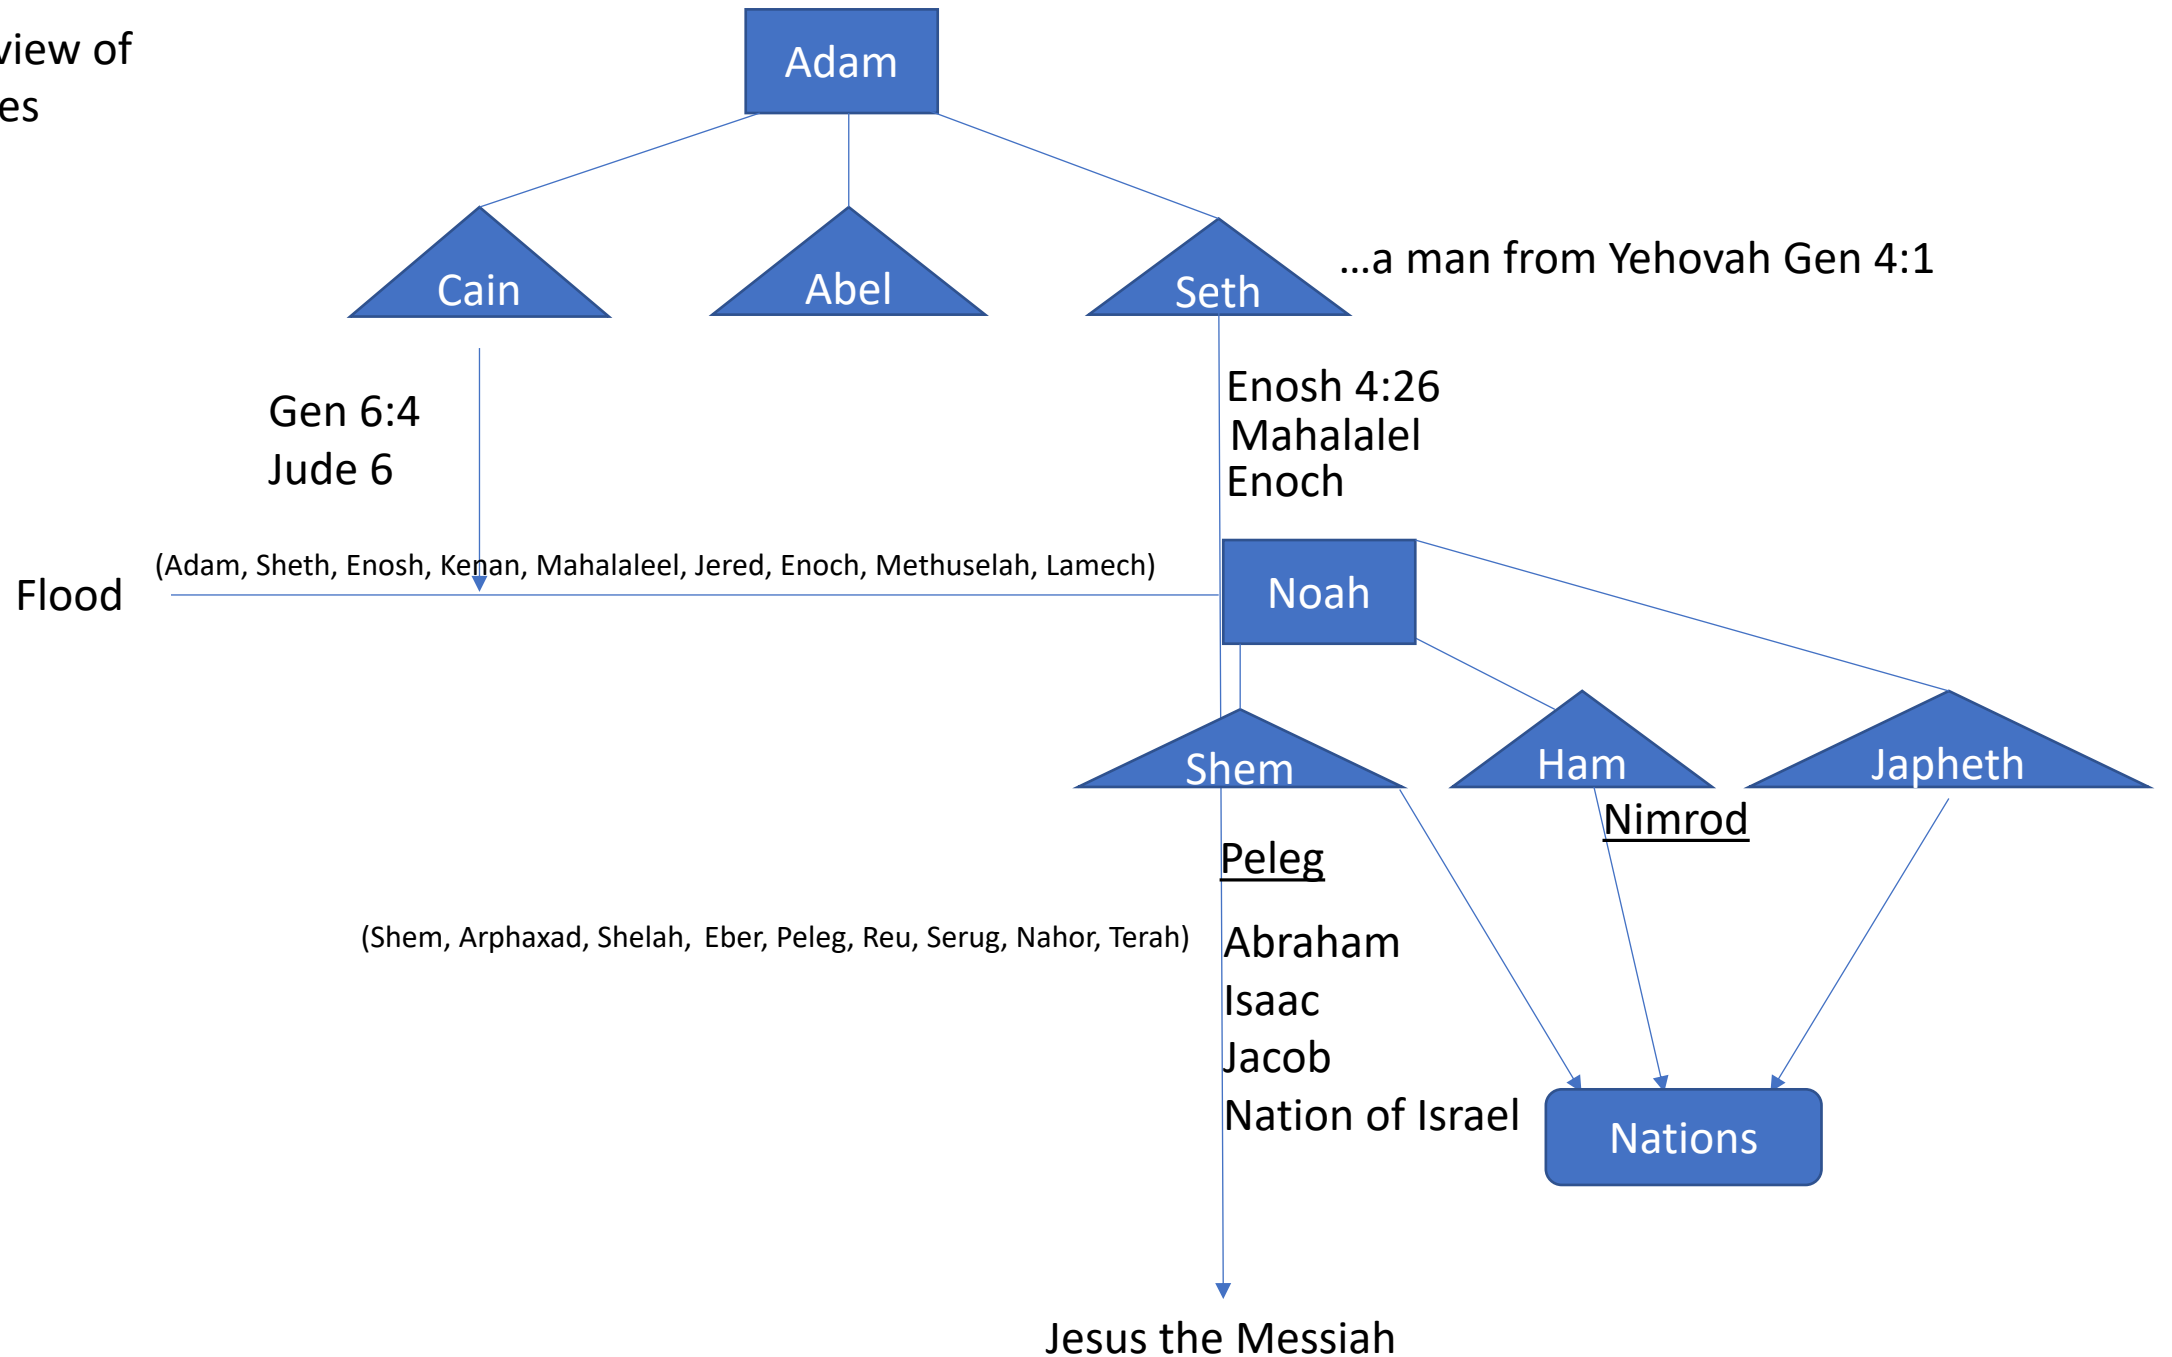 view of
es
Adam
Cain
Abel
Seth
...a man from Yehovah Gen 4:1
Gen 6:4
Jude 6
Enosh 4:26
Mahalalel
Enoch
(Adam, Sheth, Enosh, Kenan, Mahalaleel, Jered, Enoch, Methuselah, Lamech)
Flood
Noah
Shem
Ham
Japheth
Nimrod
Peleg
(Shem, Arphaxad, Shelah, Eber, Peleg, Reu, Serug, Nahor, Terah)
Abraham
Isaac
Jacob
Nation of Israel
Nations
Jesus the Messiah